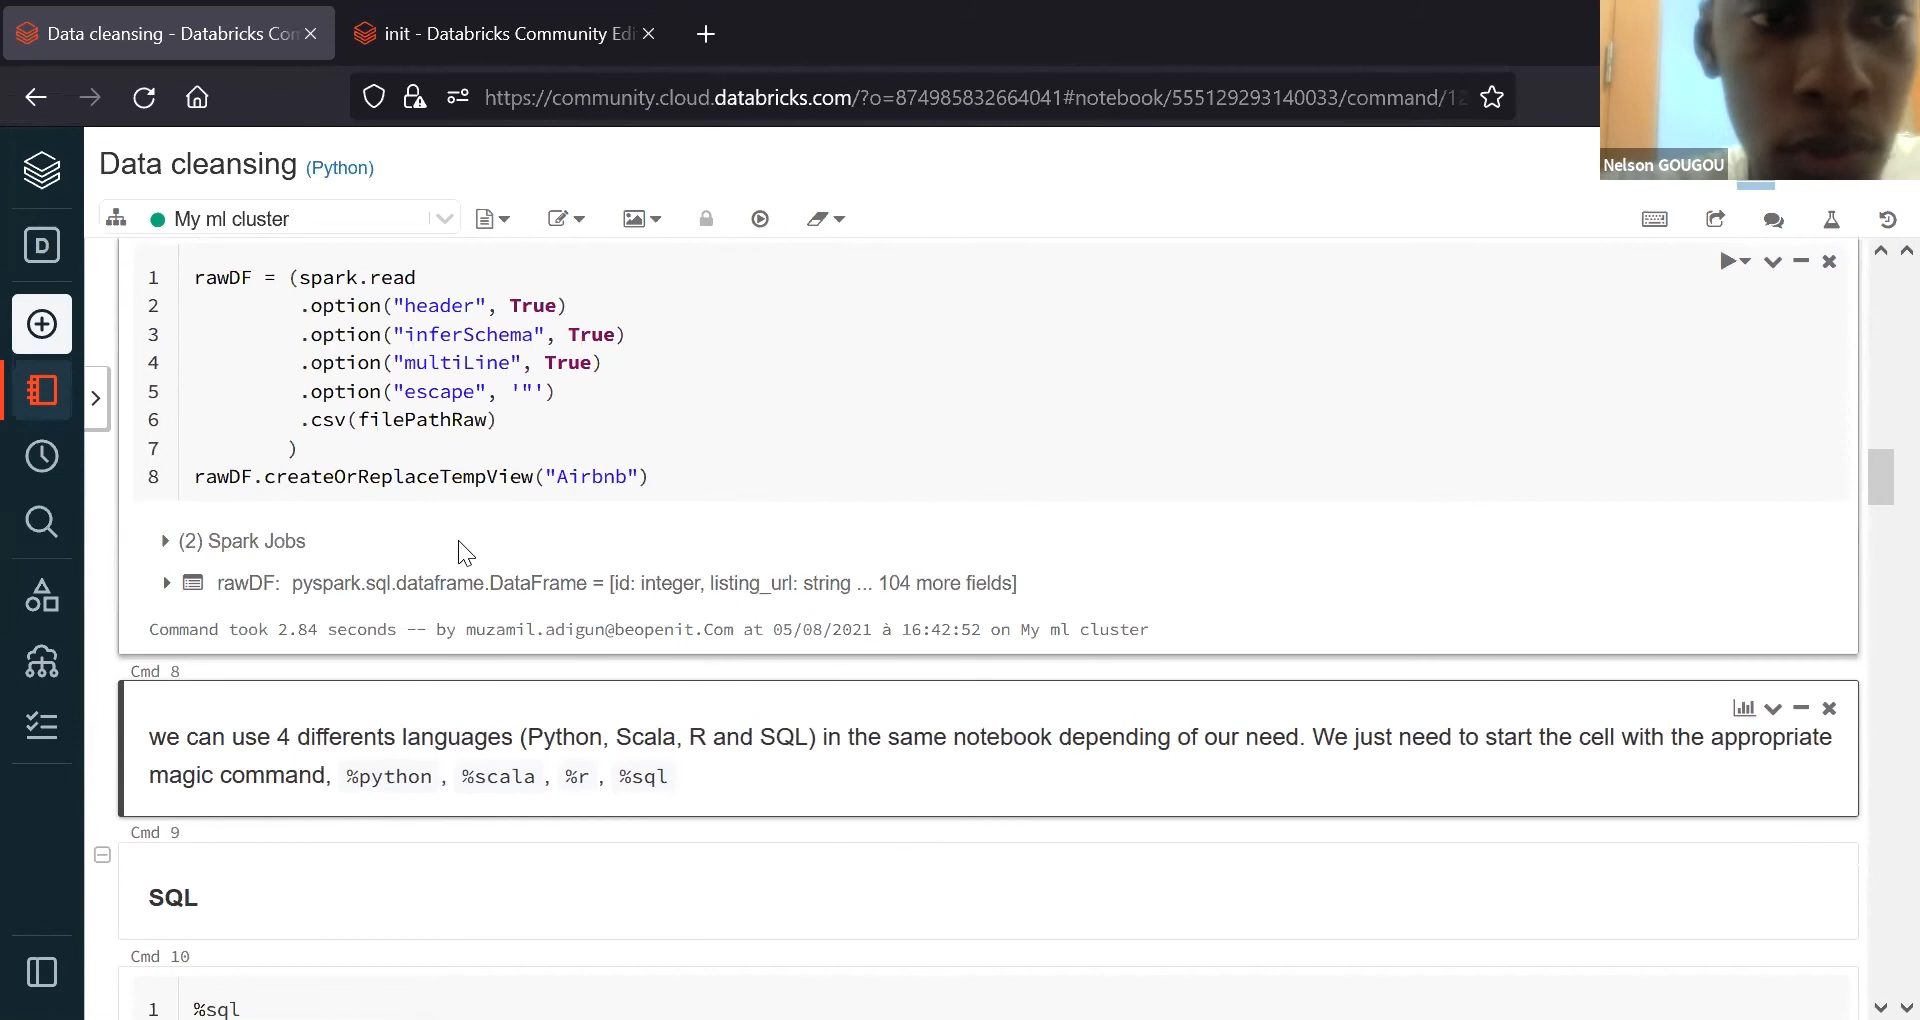 Data cleansing - Databricks Con
init - Databricks Community Edi
https://community.cloud.databricks.com/?o=874985832664041#notebook/555129293140033/command/12
Nelson GOUGOU
Data cleansing (Python)
D
My ml cluster
1 rawDF = (spark.read
2 .option("header", True)
3 .option("inferSchema", True)
4 .option("multiLine", True)
5 .option("escape", '"')
6 .csv(filePathRaw)
7 )
8 rawDF.createOrReplaceTempView("Airbnb")
(2) Spark Jobs
rawDF: pyspark.sql.dataframe.DataFrame = [id: integer, listing_url: string ... 104 more fields]
Command took 2.84 seconds -- by muzamil.adigun@beopenit.Com at 05/08/2021 à 16:42:52 on My ml cluster
Cmd 8
we can use 4 differents languages (Python, Scala, R and SQL) in the same notebook depending of our need. We just need to start the cell with the appropriate
magic command, %python , %scala , %r , %sql
Cmd 9
SQL
Cmd 10
1 %sql